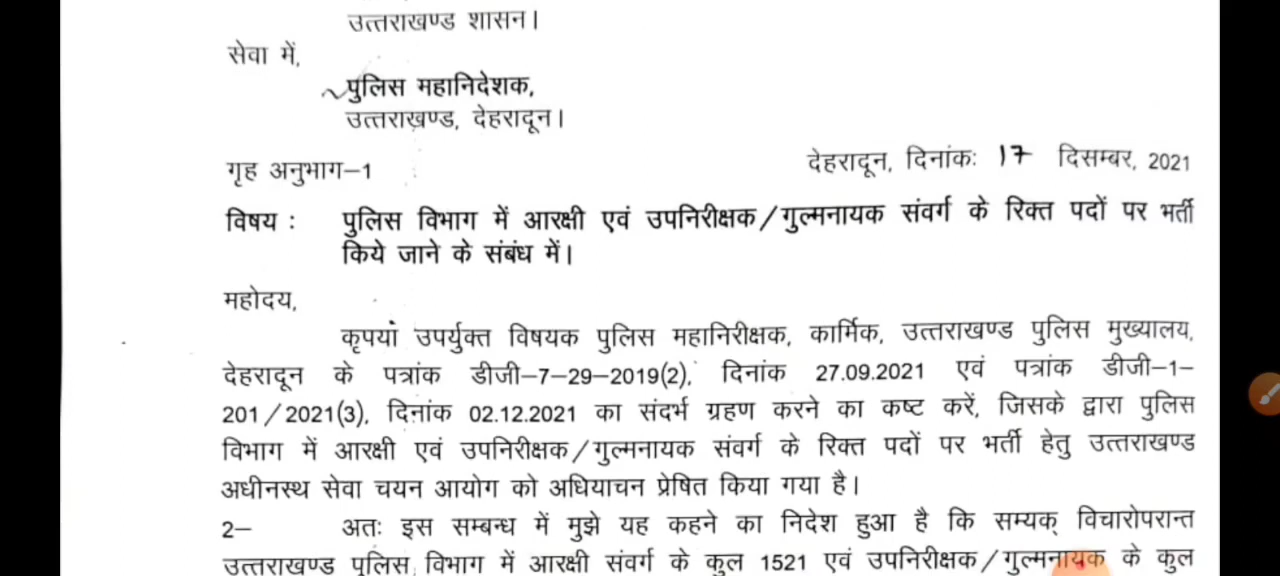 उत्तराखण्ड शासन।
सेवा में,
पुलिस महानिदेशक,
उत्तराखण्ड, देहरादून।
गृह अनुभाग–1
देहरादून, दिनांकः 17 दिसम्बर, 2021
विषय : पुलिस विभाग में आरक्षी एवं उपनिरीक्षक/गुल्मनायक संवर्ग के रिक्त पदों पर भर्ती
किये जाने के संबंध में।
महोदय,
कृपया उपर्युक्त विषयक पुलिस महानिरीक्षक, कार्मिक, उत्तराखण्ड पुलिस मुख्यालय,
देहरादून के पत्रांक डीजी–7–29–2019(2), दिनांक 27.09.2021 एवं पत्रांक डीजी–1–
201/2021(3), दिनांक 02.12.2021 का संदर्भ ग्रहण करने का कष्ट करें, जिसके द्वारा पुलिस
विभाग में आरक्षी एवं उपनिरीक्षक/गुल्मनायक संवर्ग के रिक्त पदों पर भर्ती हेतु उत्तराखण्ड
अधीनस्थ सेवा चयन आयोग को अधियाचन प्रेषित किया गया है।
2– अतः इस सम्बन्ध में मुझे यह कहने का निदेश हुआ है कि सम्यक् विचारोपरान्त
उत्तराखण्ड पुलिस विभाग में आरक्षी संवर्ग के कुल 1521 एवं उपनिरीक्षक/गुल्मनायक के कुल